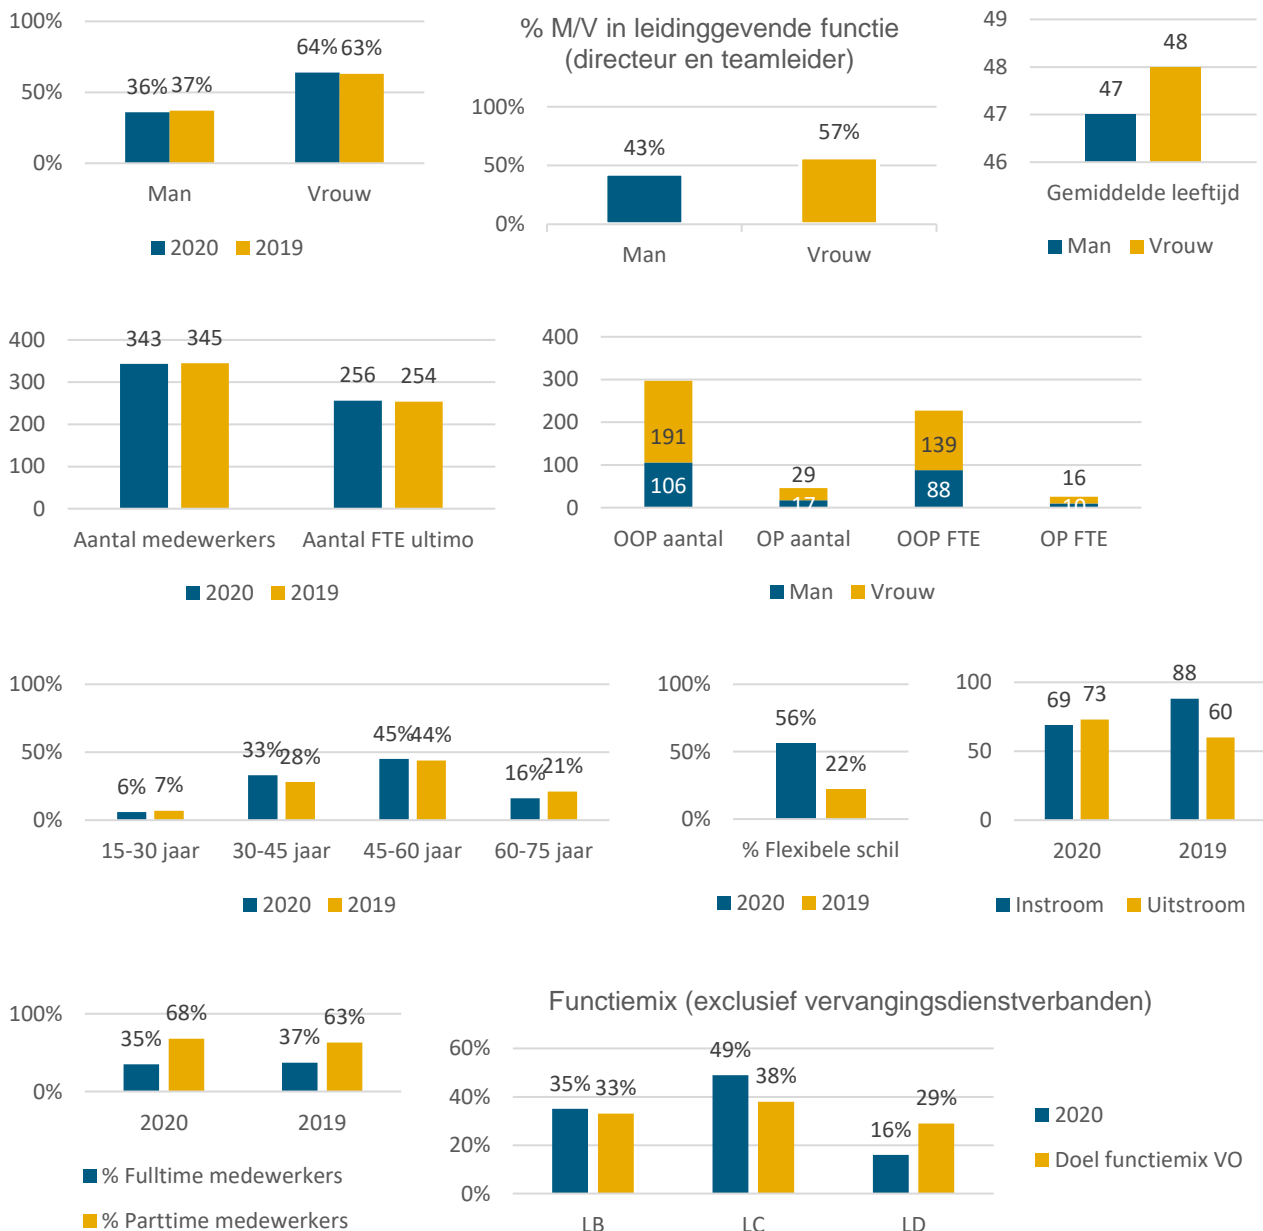 100%
50%
0%
36%
37%
64%
63%
Man
Vrouw
2020
2019
% M/V in leidinggevende functie
(directeur en teamleider)
100%
50%
0%
43%
57%
Man
Vrouw
49
48
47
46
47
48
Gemiddelde leeftijd
Man
Vrouw
400
300
200
100
0
343
345
256
254
Aantal medewerkers
Aantal FTE ultimo
2020
2019
400
300
200
100
0
191
106
29
17
139
88
16
10
OOP aantal
OP aantal
OOP FTE
OP FTE
Man
Vrouw
100%
50%
0%
6%
7%
33%
28%
45%
44%
16%
21%
15-30 jaar
30-45 jaar
45-60 jaar
60-75 jaar
2020
2019
100%
50%
0%
56%
22%
% Flexibele schil
2020
2019
100
50
0
69
73
88
60
2020
2019
Instroom
Uitstroom
100%
0%
35%
68%
37%
63%
2020
2019
% Fulltime medewerkers
% Parttime medewerkers
Functiemix (exclusief vervangingsdienstverbanden)
60%
40%
20%
0%
35%
33%
49%
38%
16%
29%
LB
LC
LD
2020
Doel functiemix VO